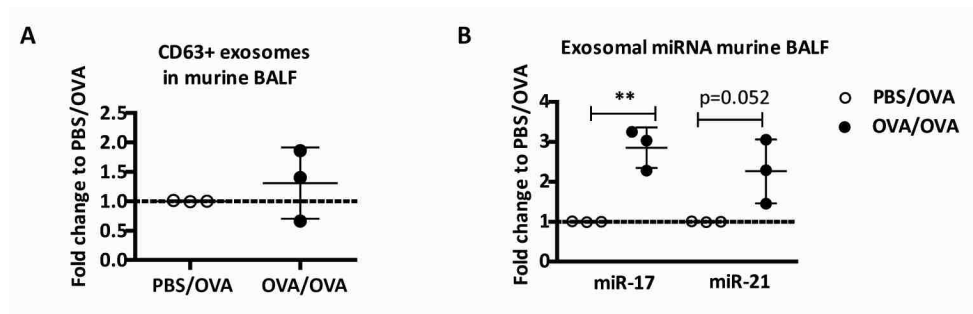 A
CD63+ exosomes
in murine BALF
Fold change to PBS/OVA
2.5
2.0
1.5
1.0
0.5
0.0
PBS/OVA
OVA/OVA
B
Exosomal miRNA murine BALF
Fold change to PBS/OVA
4
3
2
1
0
**
p=0.052
miR-17
miR-21
PBS/OVA
OVA/OVA